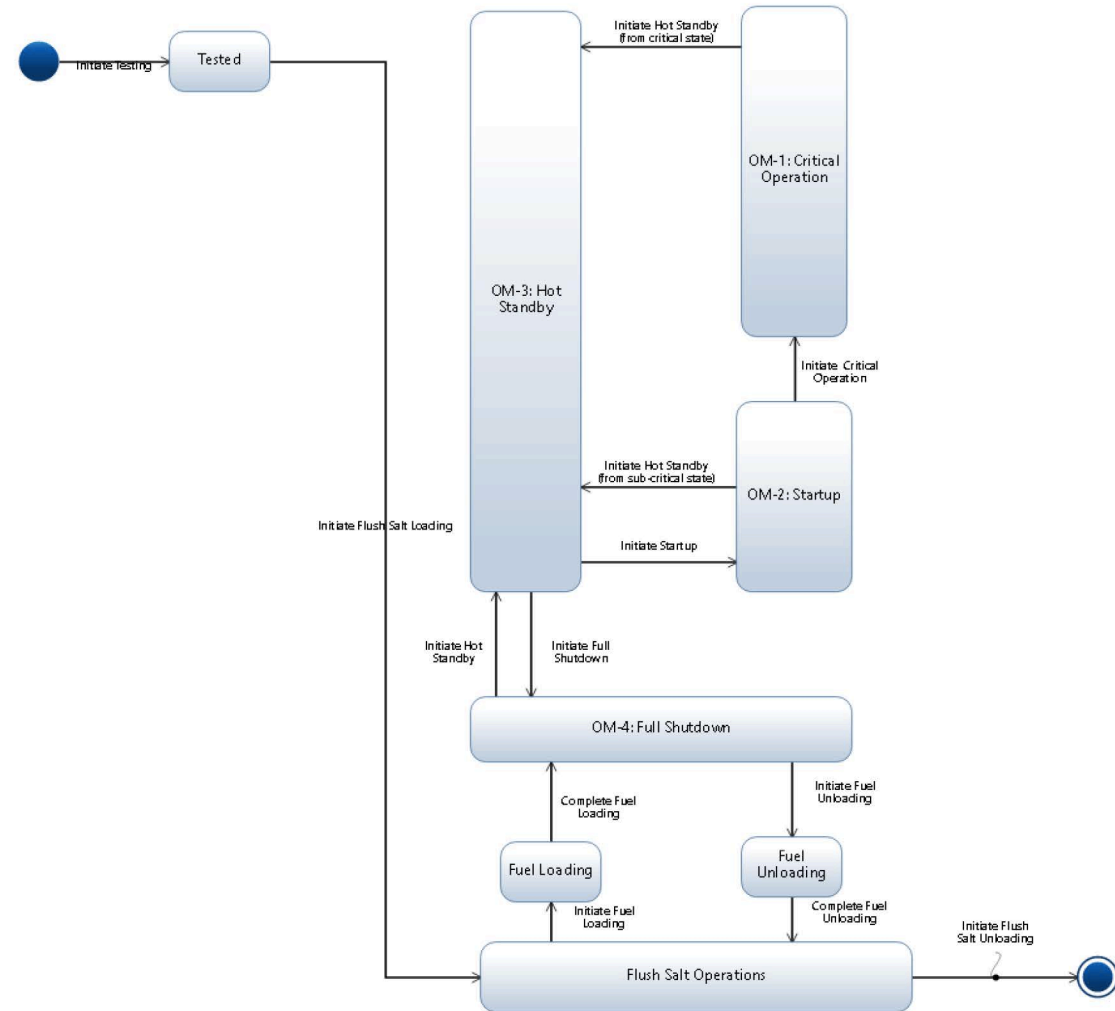 Initiate Testing
Tested
Initiate Hot Standby
(from critical state)
OM-1: Critical
Operation
OM-3: Hot
Standby
Initiate Critical
Operation
Initiate Hot Standby
(from sub-critical state)
OM-2: Startup
Initiate Flush Salt Loading
Initiate Startup
Initiate Hot
Standby
Initiate Full
Shutdown
OM-4: Full Shutdown
Complete Fuel
Loading
Initiate Fuel
Unloading
Fuel Loading
Fuel
Unloading
Initiate Fuel
Loading
Complete Fuel
Unloading
Initiate Flush
Salt Unloading
Flush Salt Operations